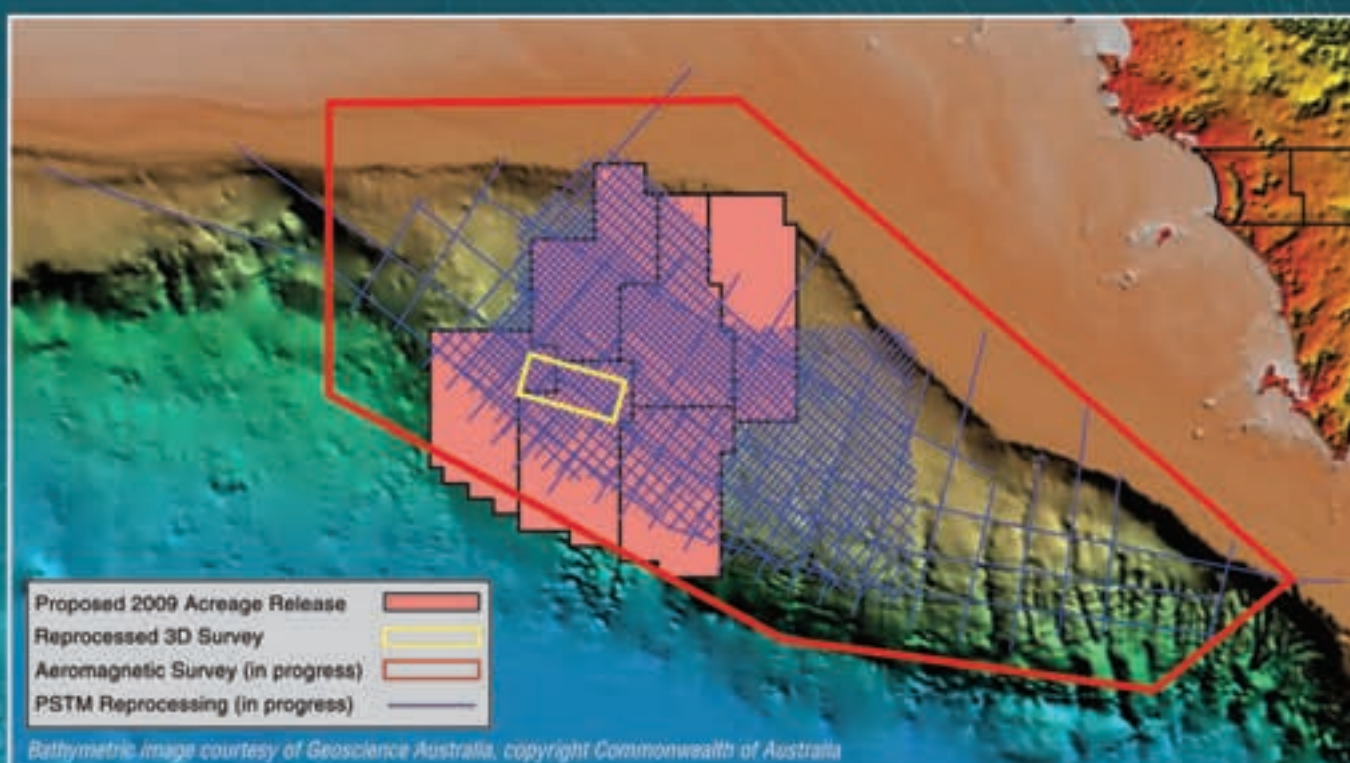 Proposed 2009 Acreage Release
Reprocessed 3D Survey
Aeromagnetic Survey (in progress)
PSTM Reprocessing (in progress)
Bathymetric image courtesy of Geoscience Australia, copyright Commonwealth of Australia